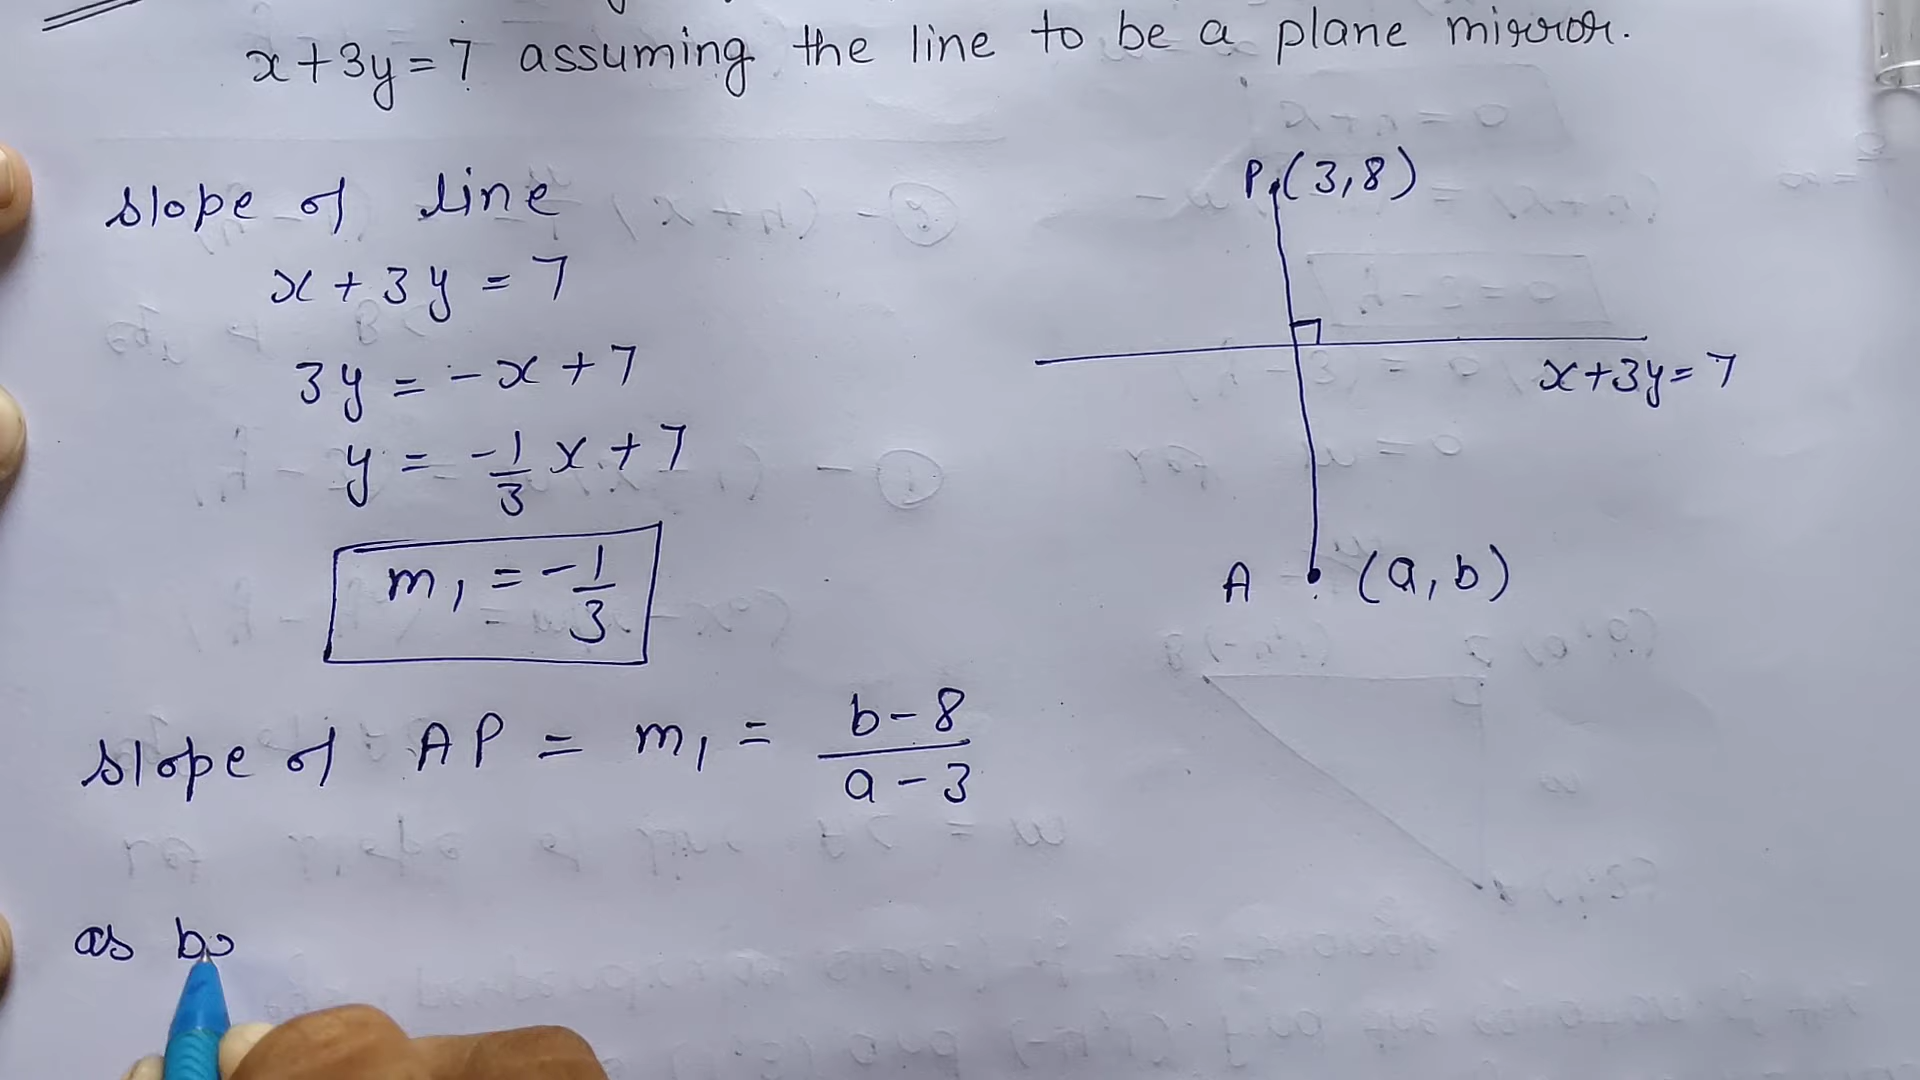 x+3y=7 assuming the line to be a plane mirror.
slope of line
x+3y=7
3y=-x+7
y=-1/3 x+7
m₁=-1/3
slope of AP = m₁ = b-8/a-3
as bo
P (3,8)
x+3y=7
A (a,b)